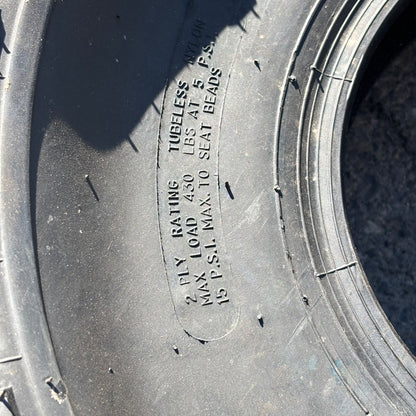 2 PLY RATING TUBELESS NYLON
MAX LOAD 430 LBS AT 5 P.S.I.
MAX. TO SEAT BEADS
15 P.S.I.